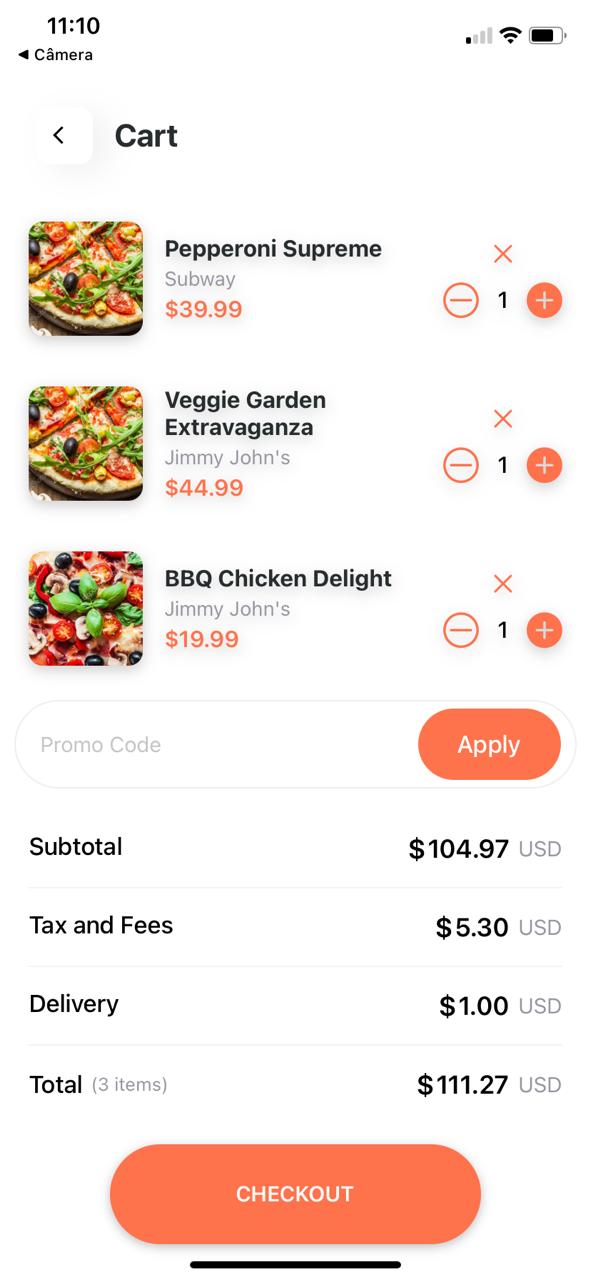 11:10
◀ Câmera
Cart
Pepperoni Supreme
Subway
$39.99
1
Veggie Garden
Extravaganza
Jimmy John's
$44.99
1
BBQ Chicken Delight
Jimmy John's
$19.99
1
Promo Code
Apply
Subtotal $104.97 USD
Tax and Fees $5.30 USD
Delivery $1.00 USD
Total (3 items) $111.27 USD
CHECKOUT